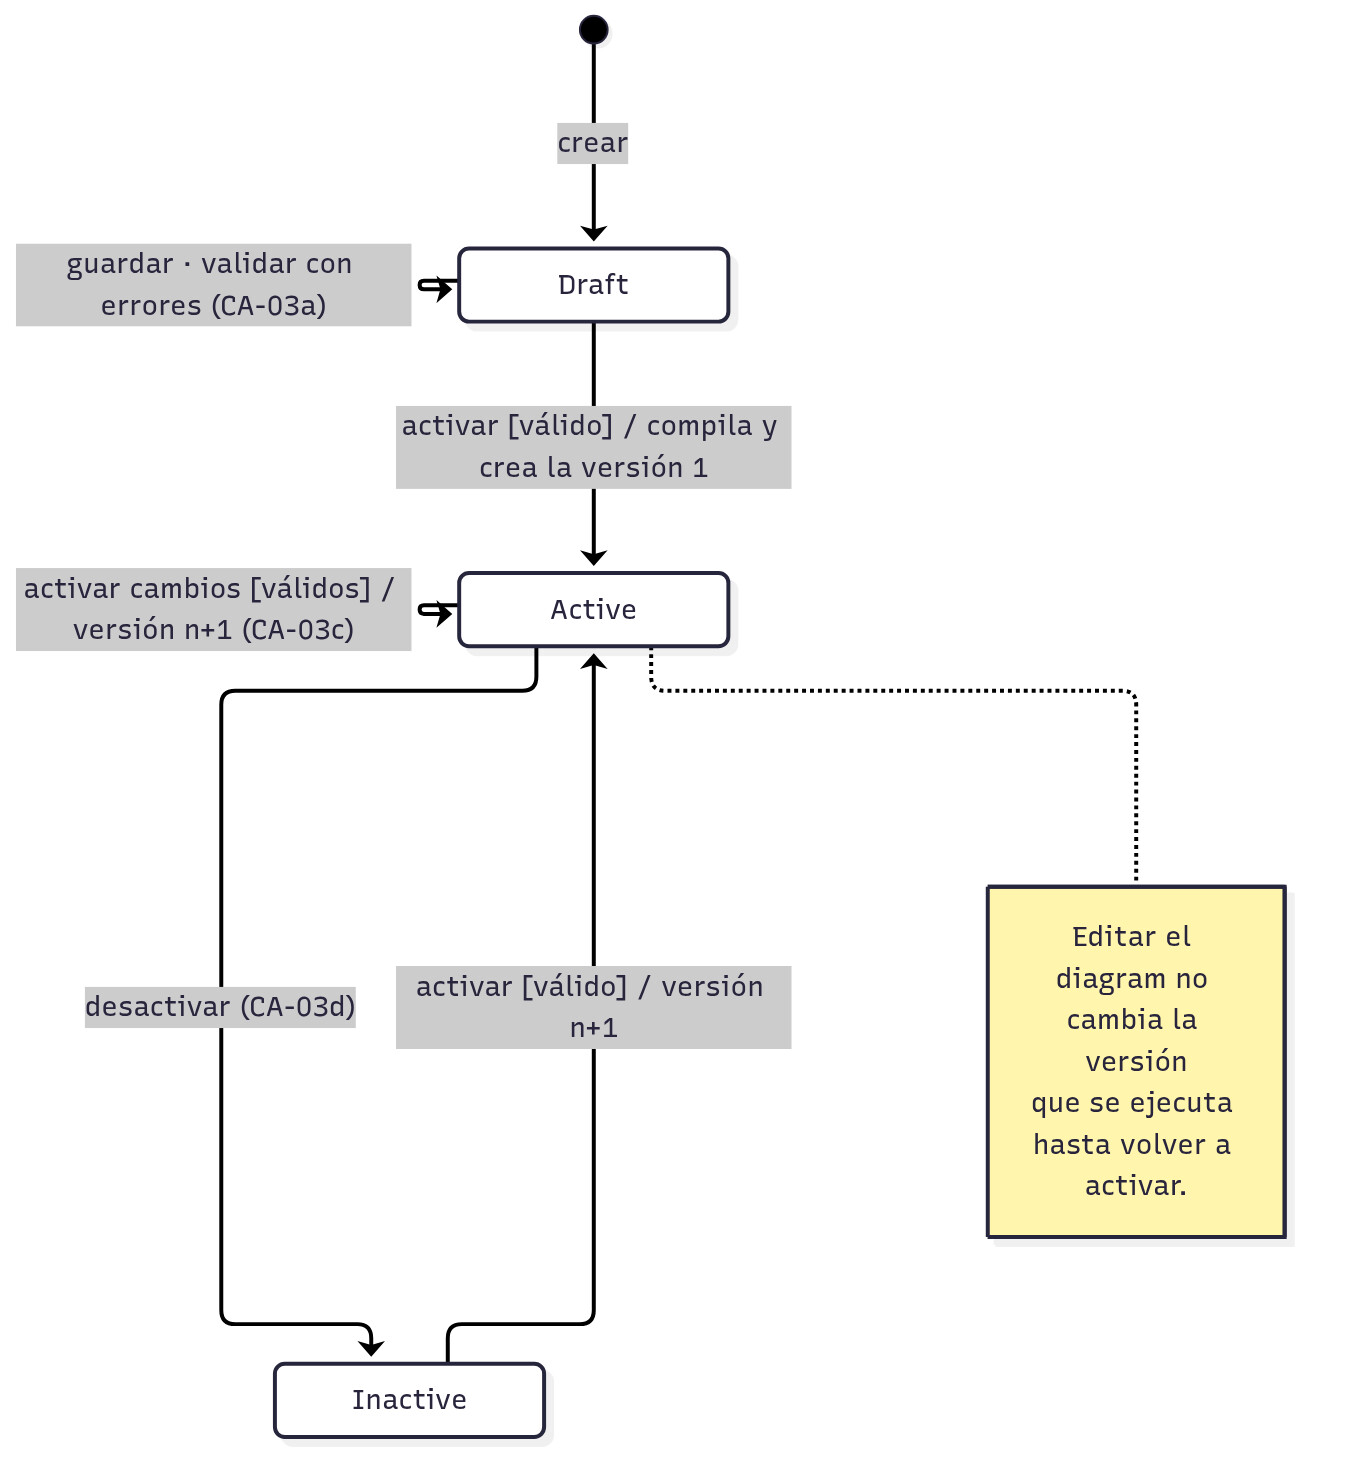 crear
guardar · validar con
errores (CA-03a)
Draft
activar [válido] / compila y
crea la versión 1
activar cambios [válidos] /
versión n+1 (CA-03c)
Active
desactivar (CA-03d)
activar [válido] / versión
n+1
Editar el
diagram no
cambia la
versión
que se ejecuta
hasta volver a
activar.
Inactive